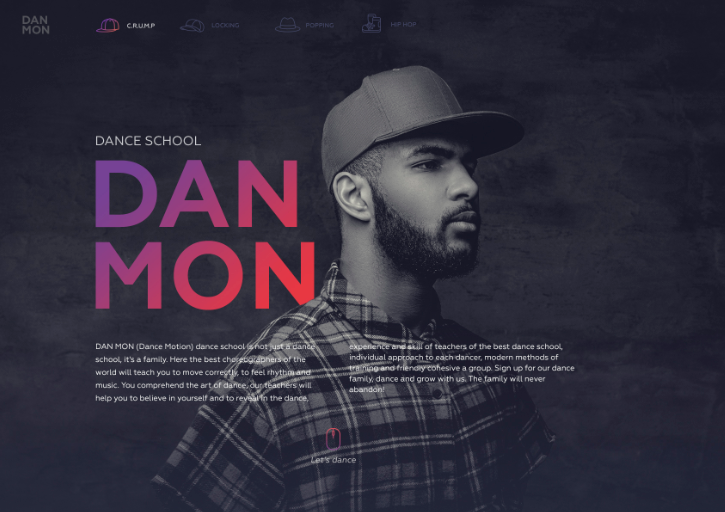 DAN
MON
C.R.U.M.P
LOCKING
POPPING
HIP HOP
DANCE SCHOOL
DAN
MON
DAN MON (Dance Motion) dance school is not just a dance
school, it's a family. Here the best choreographers of the
world will teach you to move correctly, to feel rhythm and
music. You comprehend the art of dance, our teachers will
help you to believe in yourself and to reveal in the dance.
experience and skill of teachers of the best dance school,
individual approach to each dancer, modern methods of
training and friendly cohesive a group. Sign up for our dance
family, dance and grow with us. The family will never
abandon!
Let's dance